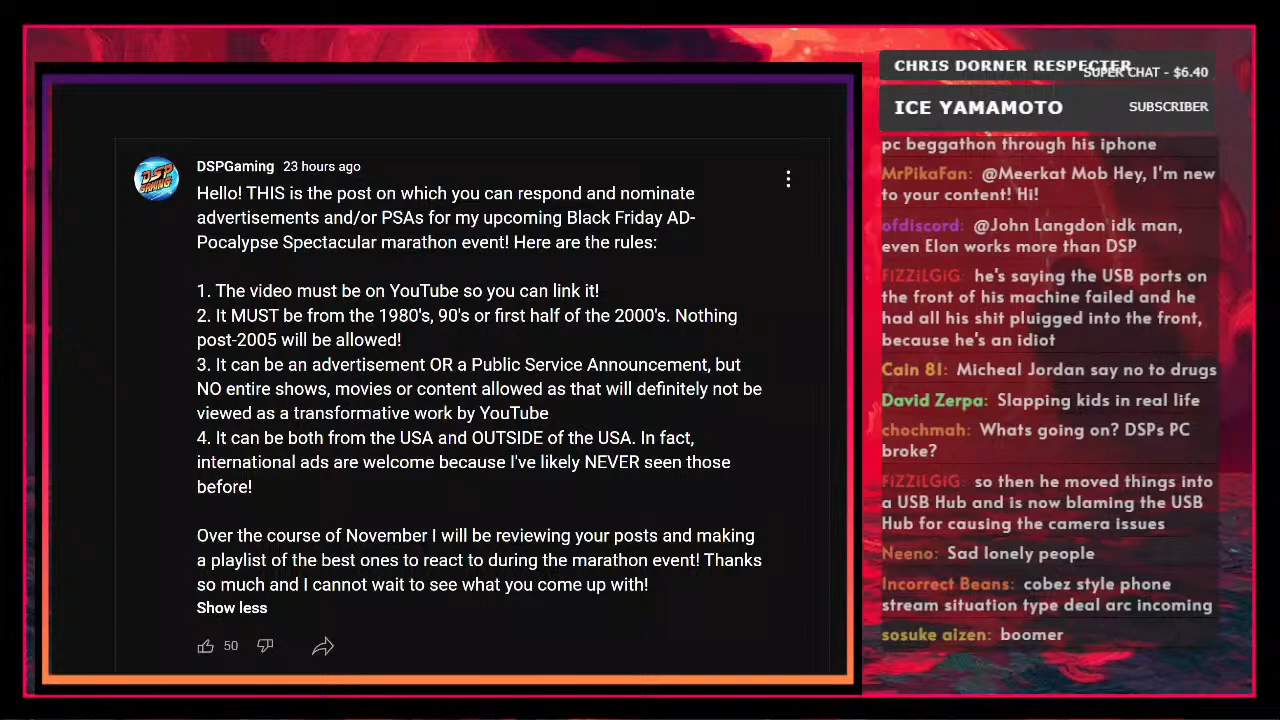 DSP
GAMING
DSPGaming 23 hours ago
Hello! THIS is the post on which you can respond and nominate
advertisements and/or PSAs for my upcoming Black Friday AD-
Pocalypse Spectacular marathon event! Here are the rules:
1. The video must be on YouTube so you can link it!
2. It MUST be from the 1980's, 90's or first half of the 2000's. Nothing
post-2005 will be allowed!
3. It can be an advertisement OR a Public Service Announcement, but
NO entire shows, movies or content allowed as that will definitely not be
viewed as a transformative work by YouTube
4. It can be both from the USA and OUTSIDE of the USA. In fact,
international ads are welcome because I've likely NEVER seen those
before!
Over the course of November I will be reviewing your posts and making
a playlist of the best ones to react to during the marathon event! Thanks
so much and I cannot wait to see what you come up with!
Show less
50
CHRIS DORNER RESPECTER
SUPER CHAT - $6.40
ICE YAMAMOTO SUBSCRIBER
pc beggathon through his iphone
MrPikaFan: @Meerkat Mob Hey, I'm new
to your content! Hi!
ofdiscord: @John Langdon idk man,
even Elon works more than DSP
FiZZiLGiG: he's saying the USB ports on
the front of his machine failed and he
had all his shit pluigged into the front,
because he's an idiot
Cain 81: Micheal Jordan say no to drugs
David Zerpa: Slapping kids in real life
chochmah: Whats going on? DSPs PC
broke?
FiZZiLGiG: so then he moved things into
a USB Hub and is now blaming the USB
Hub for causing the camera issues
Neeno: Sad lonely people
Incorrect Beans: cobez style phone
stream situation type deal arc incoming
sosuke aizen: boomer